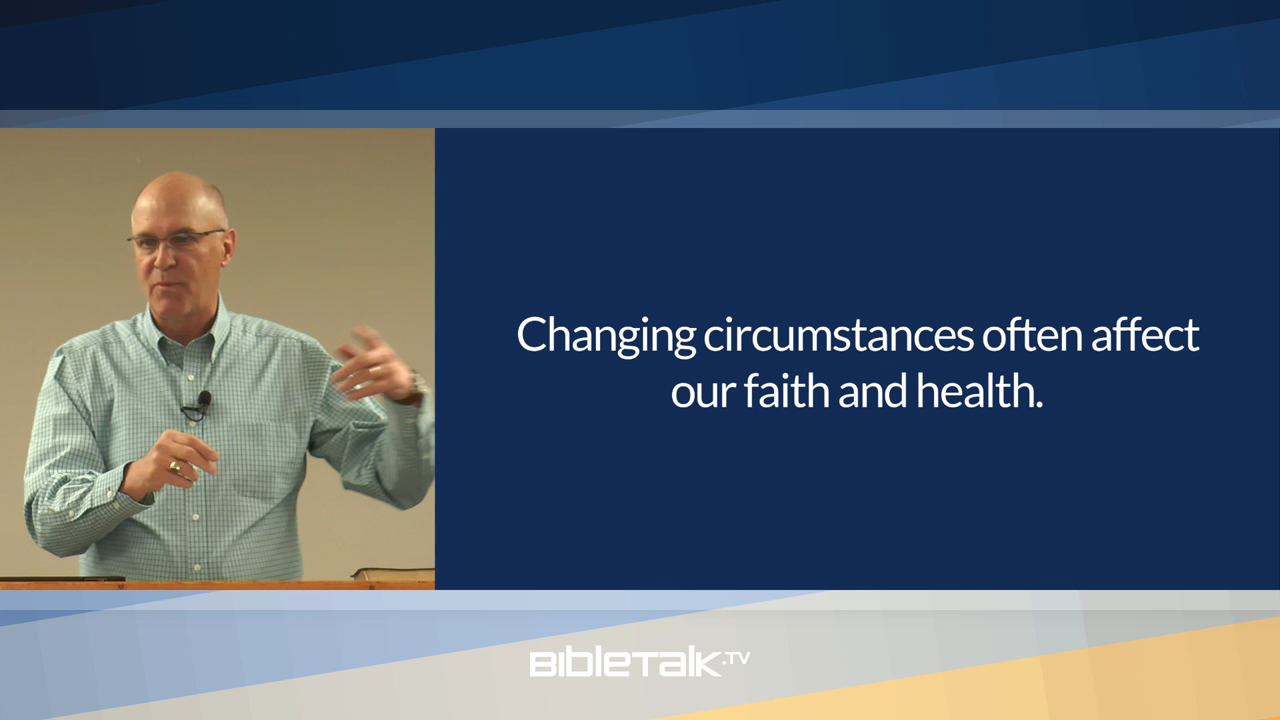 Changing circumstances often affect
our faith and health.
BibleTalk.TV